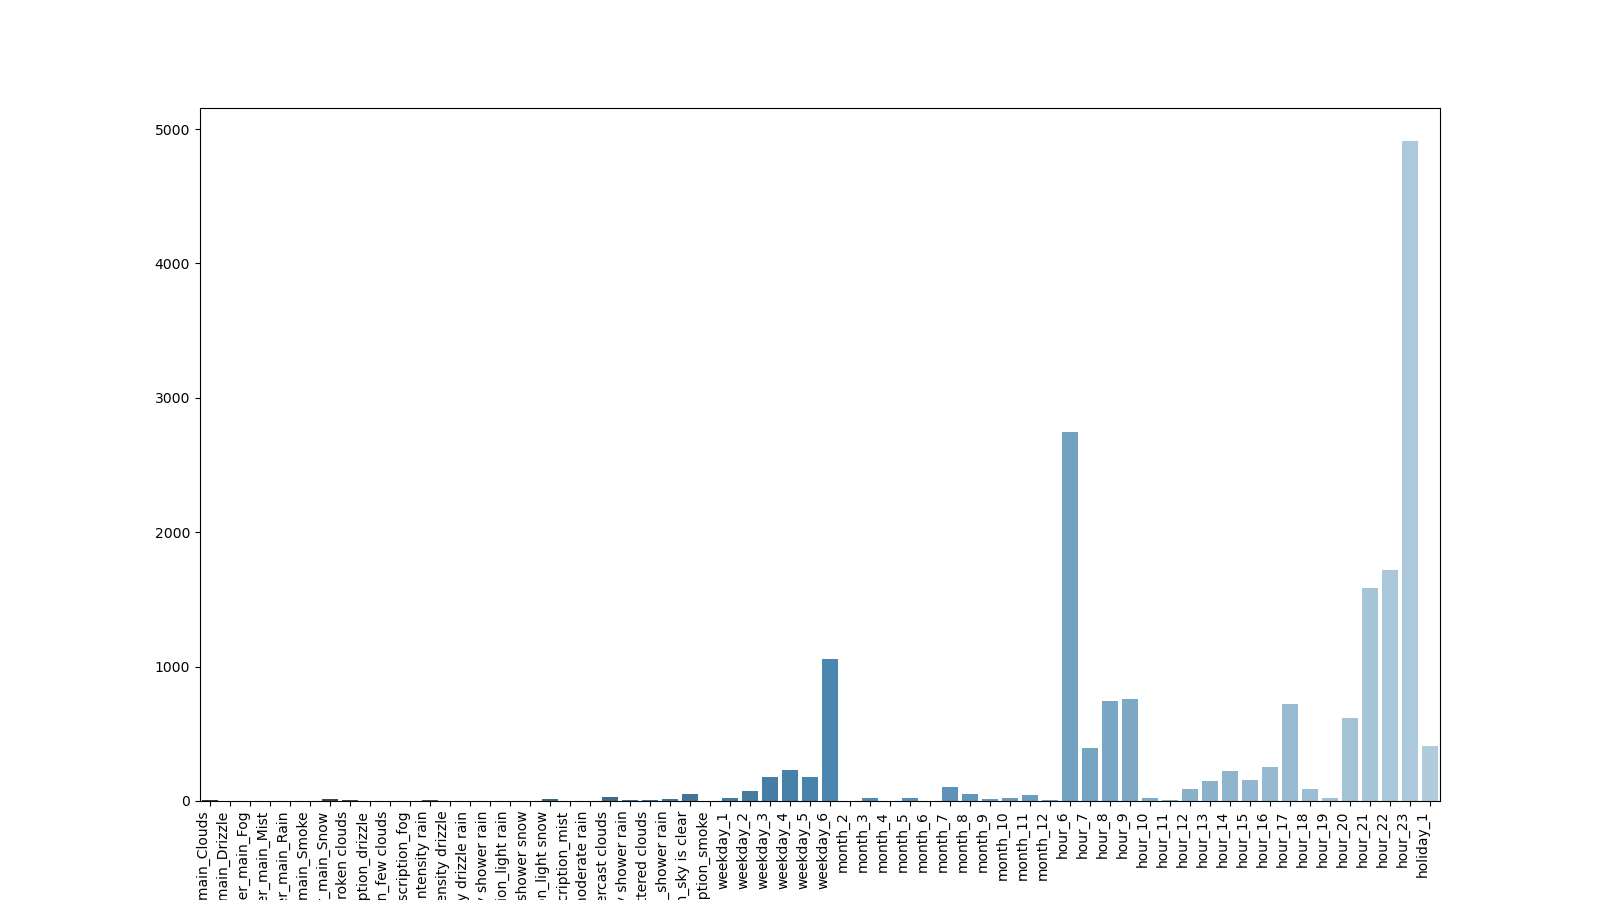 5000
4000
3000
2000
1000
0
main_Clouds
main_Drizzle
er_main_Fog
er_main_Mist
er_main_Rain
main_Smoke
r_main_Snow
roken clouds
ption_drizzle
n_few clouds
scription_fog
ntensity rain
ensity drizzle
y drizzle rain
y shower rain
ion_light rain
shower snow
on_light snow
cription_mist
noderate rain
ercast clouds
y shower rain
ttered clouds
_shower rain
n_sky is clear
ption_smoke
weekday_1
weekday_2
weekday_3
weekday_4
weekday_5
weekday_6
month_2
month_3
month_4
month_5
month_6
month_7
month_8
month_9
month_10
month_11
month_12
hour_6
hour_7
hour_8
hour_9
hour_10
hour_11
hour_12
hour_13
hour_14
hour_15
hour_16
hour_17
hour_18
hour_19
hour_20
hour_21
hour_22
hour_23
holiday_1